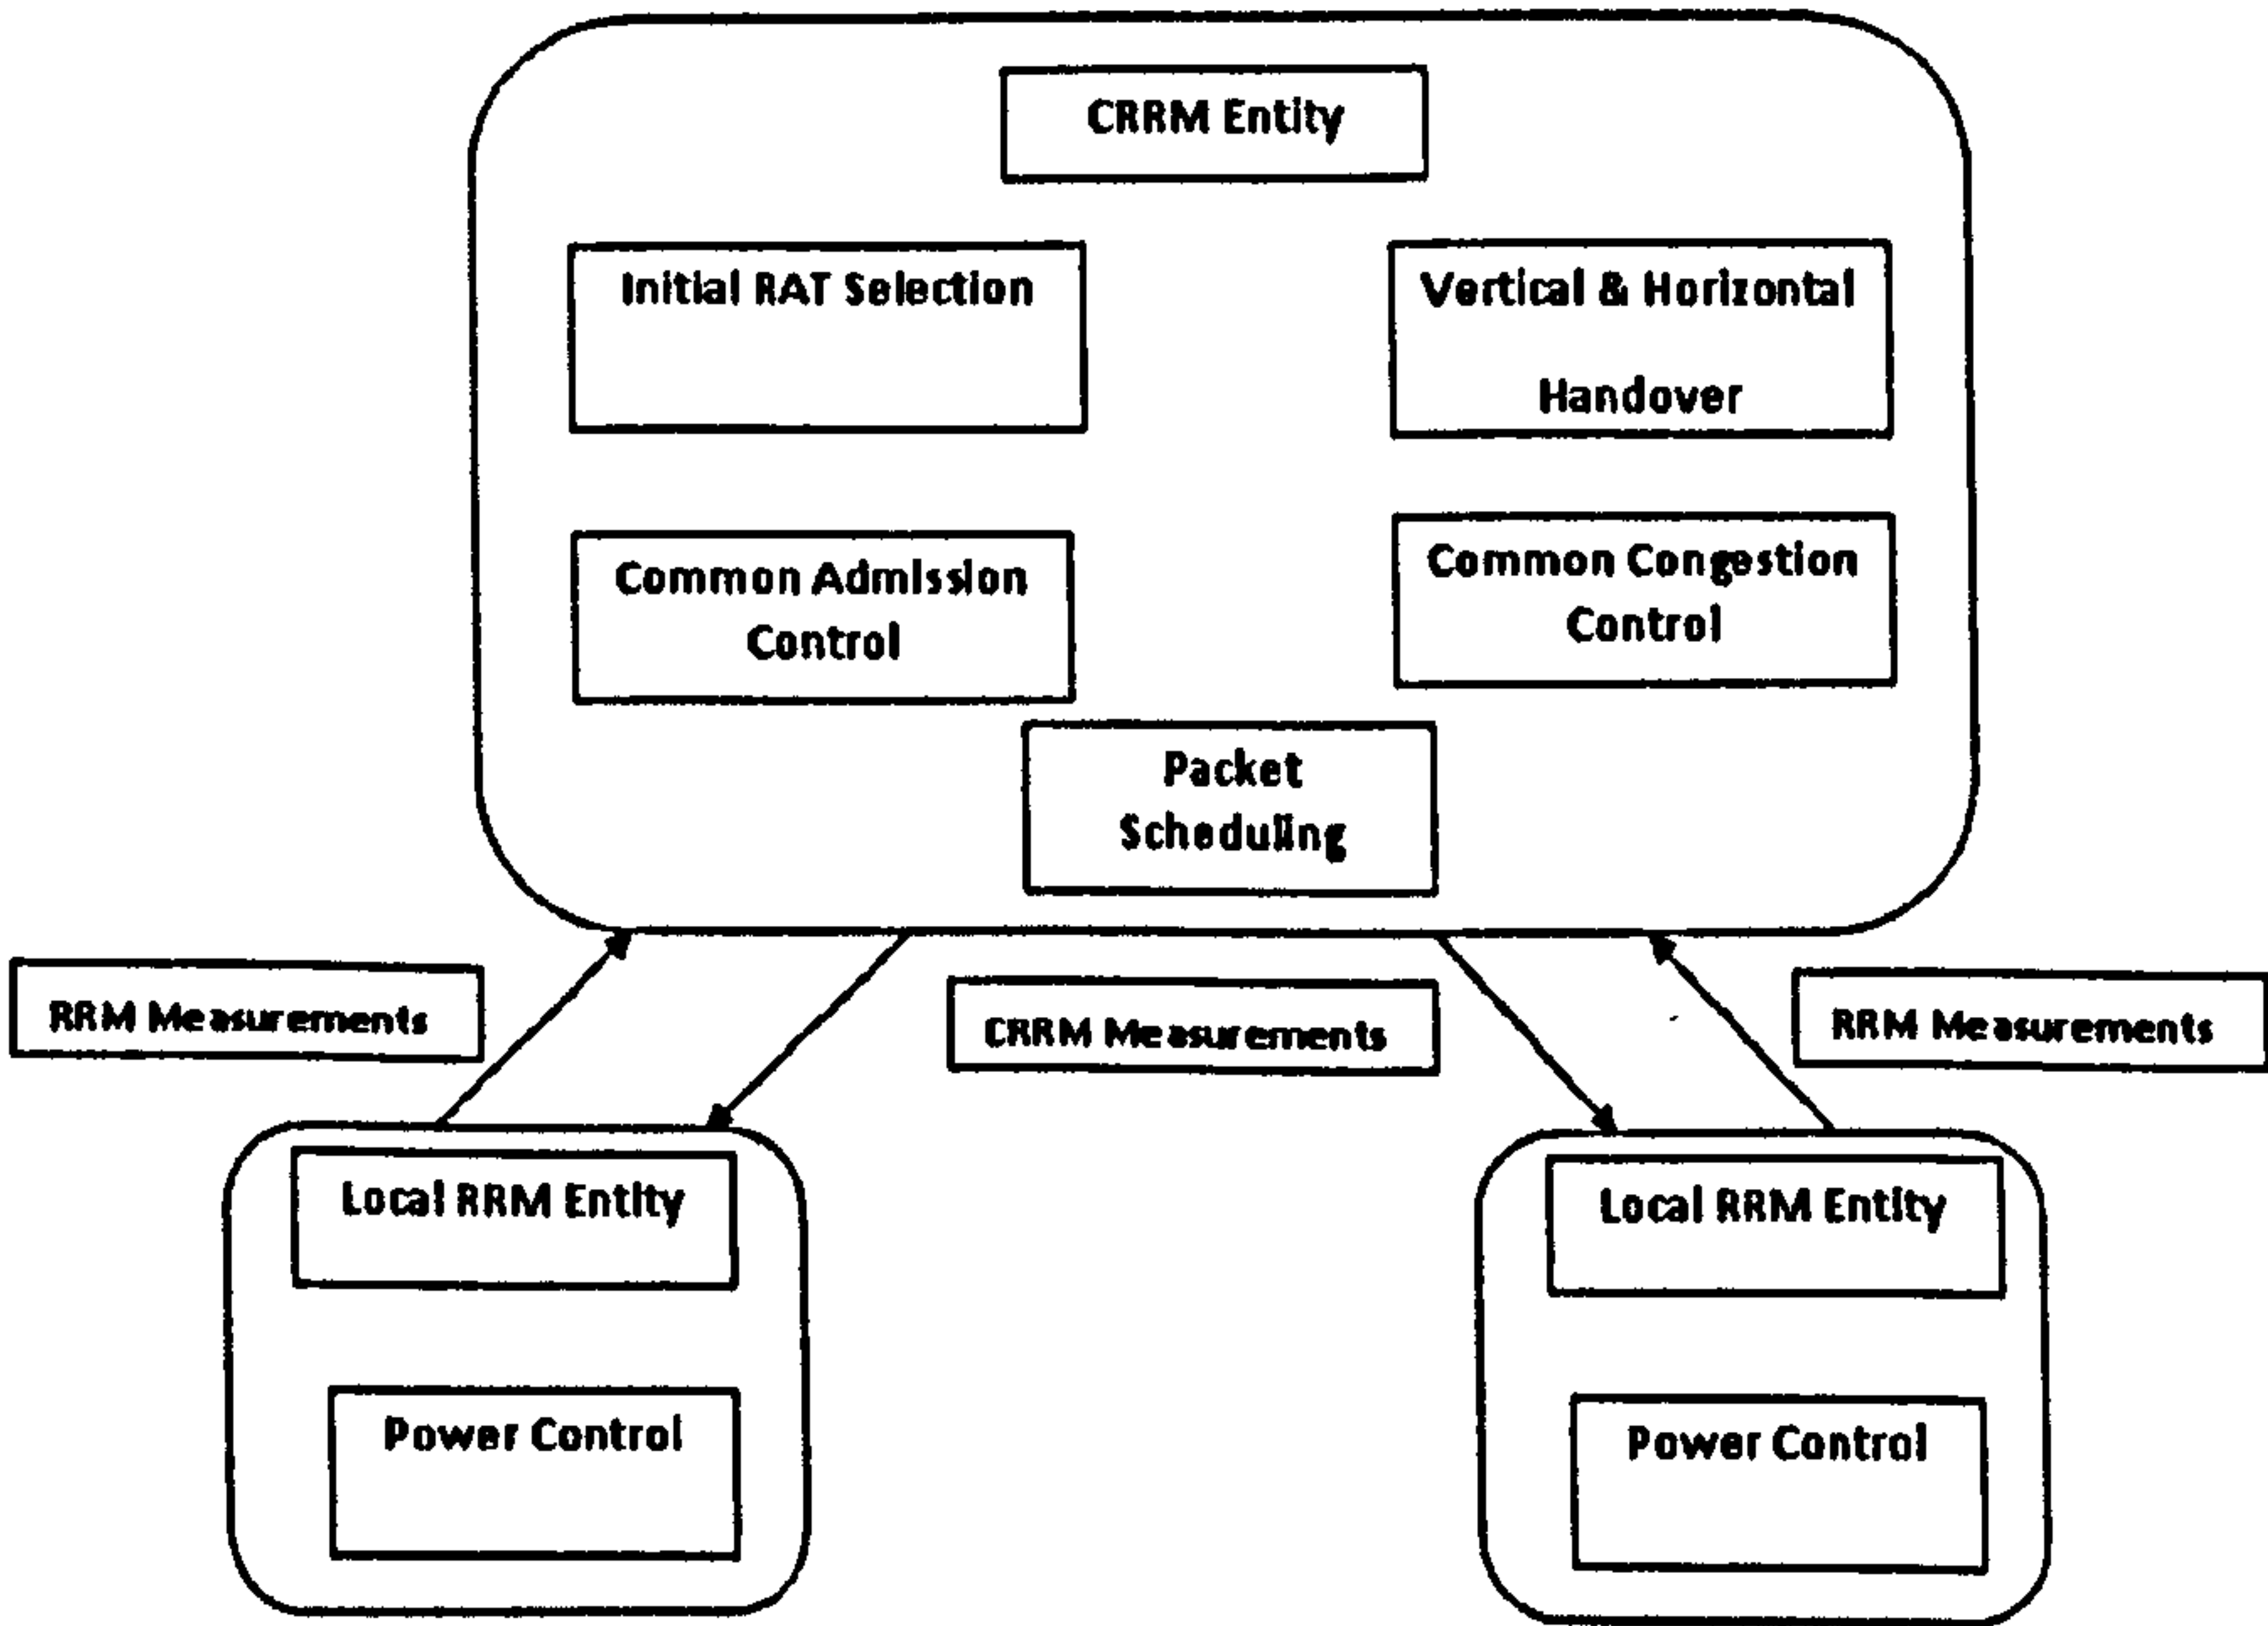 CRRM Entity
Initial RAT Selection
Vertical & Horizontal
Handover
Common Admission
Control
Common Congestion
Control
Packet
Scheduling
RRM Measurements
CRRM Measurements
RRM Measurements
Local RRM Entity
Local RRM Entity
Power Control
Power Control